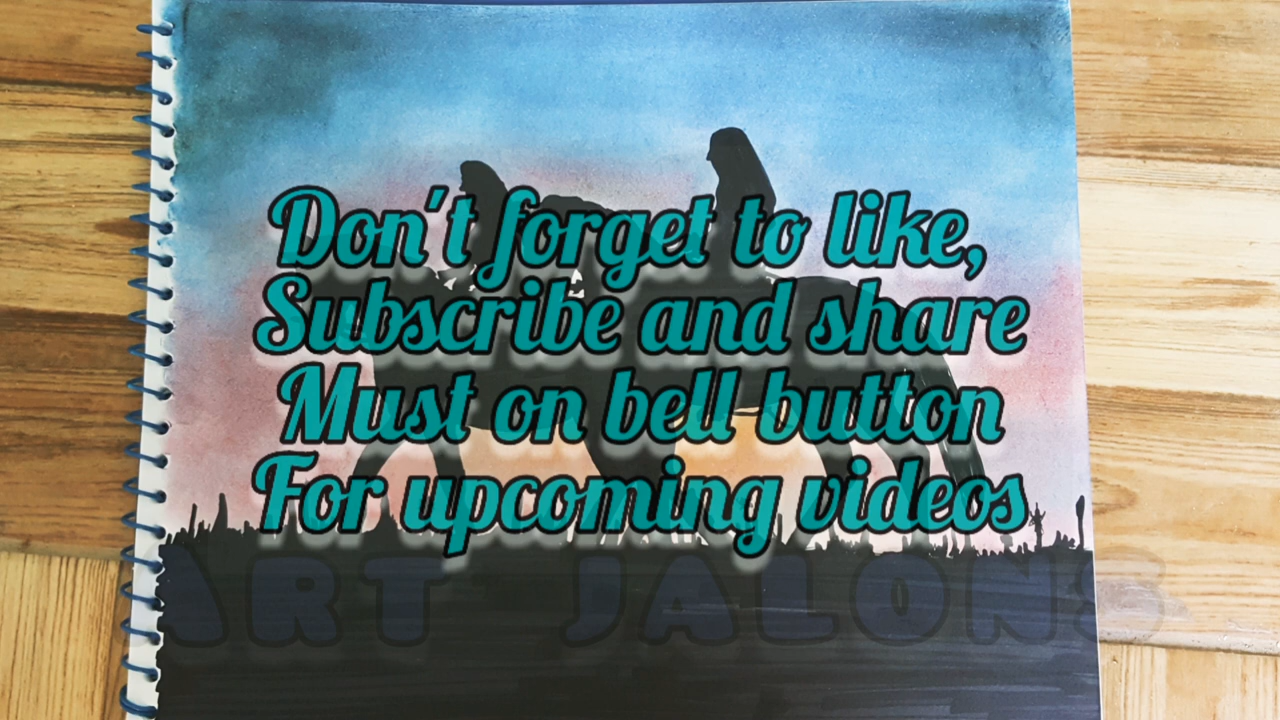 Don't forget to like,
Subscribe and share
Must on bell button
For upcoming videos
ART JALONS